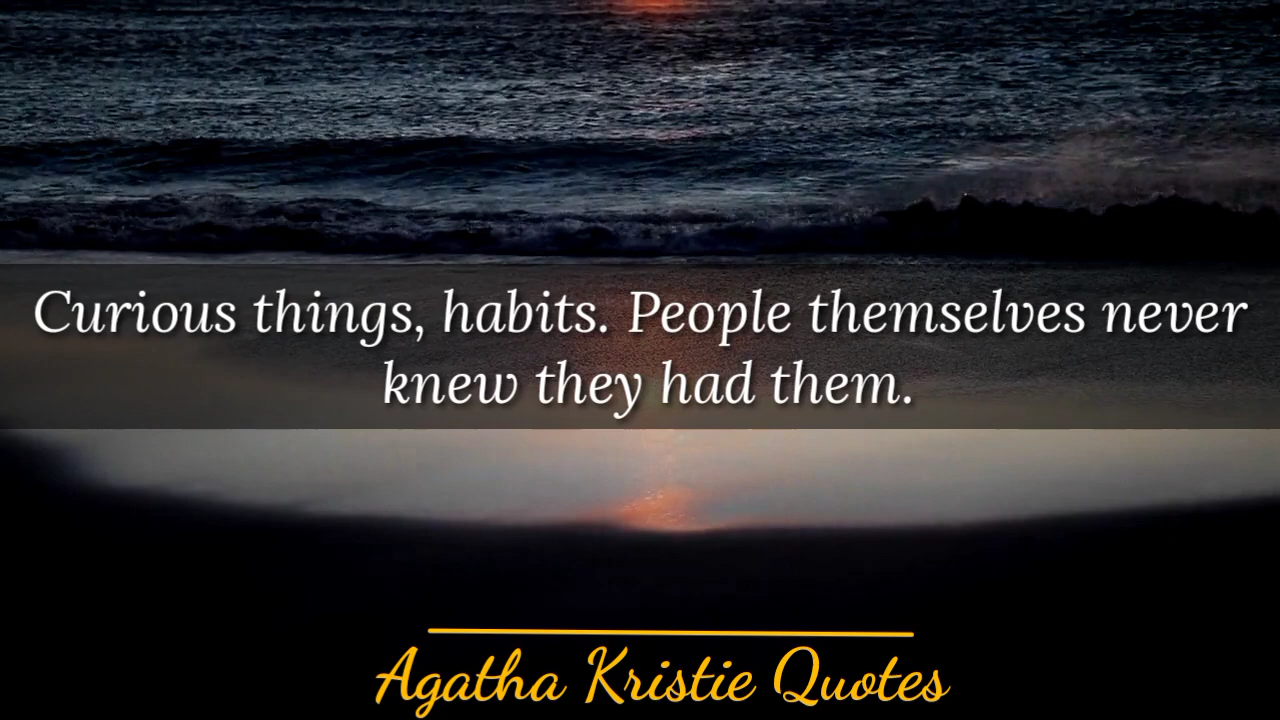 Curious things, habits. People themselves never
knew they had them.
Agatha Kristie Quotes